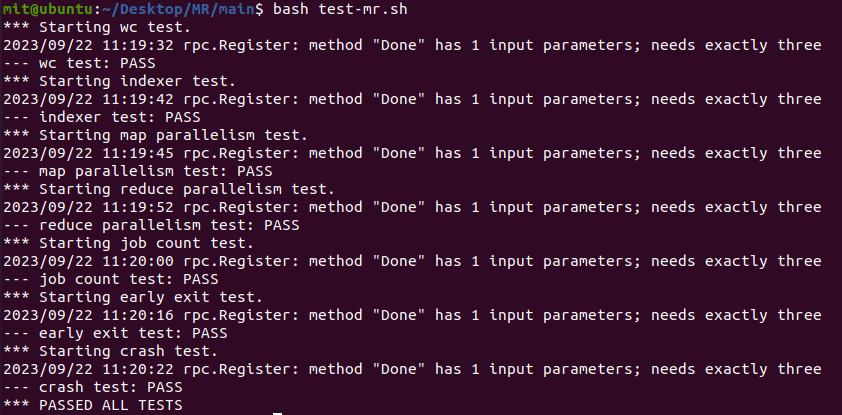 mit@ubuntu:~/Desktop/MR/main$ bash test-mr.sh
*** Starting wc test.
2023/09/22 11:19:32 rpc.Register: method "Done" has 1 input parameters; needs exactly three
--- wc test: PASS
*** Starting indexer test.
2023/09/22 11:19:42 rpc.Register: method "Done" has 1 input parameters; needs exactly three
--- indexer test: PASS
*** Starting map parallelism test.
2023/09/22 11:19:45 rpc.Register: method "Done" has 1 input parameters; needs exactly three
--- map parallelism test: PASS
*** Starting reduce parallelism test.
2023/09/22 11:19:52 rpc.Register: method "Done" has 1 input parameters; needs exactly three
--- reduce parallelism test: PASS
*** Starting job count test.
2023/09/22 11:20:00 rpc.Register: method "Done" has 1 input parameters; needs exactly three
--- job count test: PASS
*** Starting early exit test.
2023/09/22 11:20:16 rpc.Register: method "Done" has 1 input parameters; needs exactly three
--- early exit test: PASS
*** Starting crash test.
2023/09/22 11:20:22 rpc.Register: method "Done" has 1 input parameters; needs exactly three
--- crash test: PASS
*** PASSED ALL TESTS